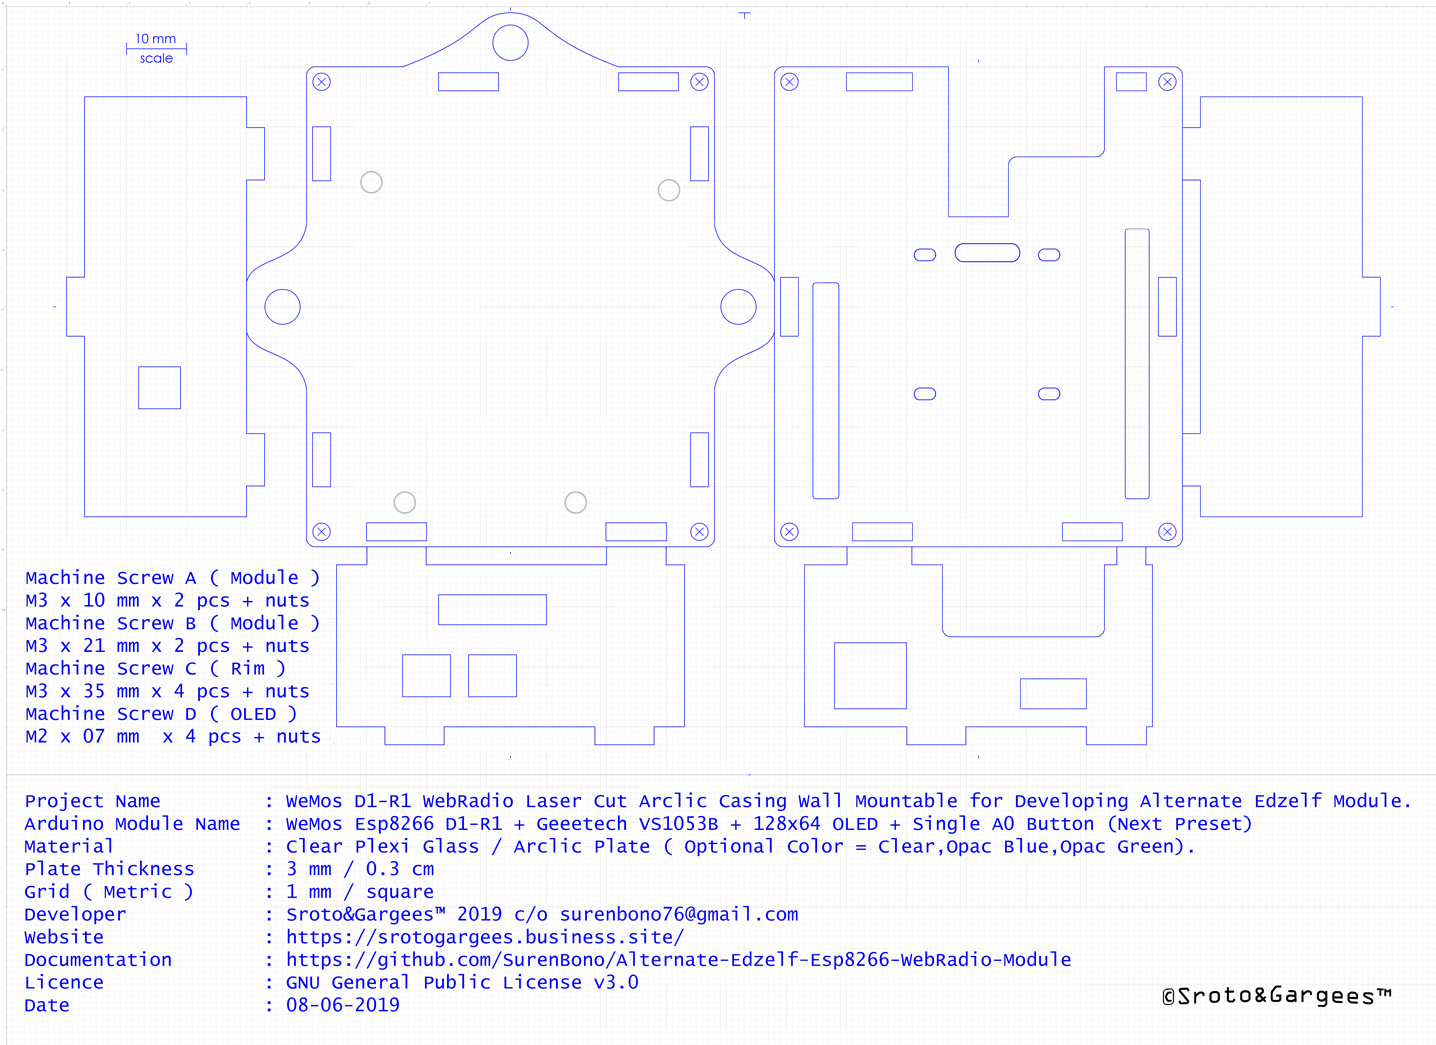 10 mm
scale
Machine Screw A ( Module )
M3 x 10 mm x 2 pcs + nuts
Machine Screw B ( Module )
M3 x 21 mm x 2 pcs + nuts
Machine Screw C ( Rim )
M3 x 35 mm x 4 pcs + nuts
Machine Screw D ( OLED )
M2 x 07 mm  x 4 pcs + nuts
Project Name : WeMos D1-R1 WebRadio Laser Cut Arclic Casing Wall Mountable for Developing Alternate Edzelf Module.
Arduino Module Name : WeMos Esp8266 D1-R1 + Geeetech VS1053B + 128x64 OLED + Single A0 Button (Next Preset)
Material : Clear Plexi Glass / Arclic Plate ( Optional Color = Clear,Opac Blue,Opac Green).
Plate Thickness : 3 mm / 0.3 cm
Grid ( Metric ) : 1 mm / square
Developer : Sroto&Gargees™ 2019 c/o surenbono76@gmail.com
Website : https://srotogargees.business.site/
Documentation : https://github.com/SurenBono/Alternate-Edzelf-Esp8266-WebRadio-Module
Licence : GNU General Public License v3.0
Date : 08-06-2019
©Sroto&Gargees™